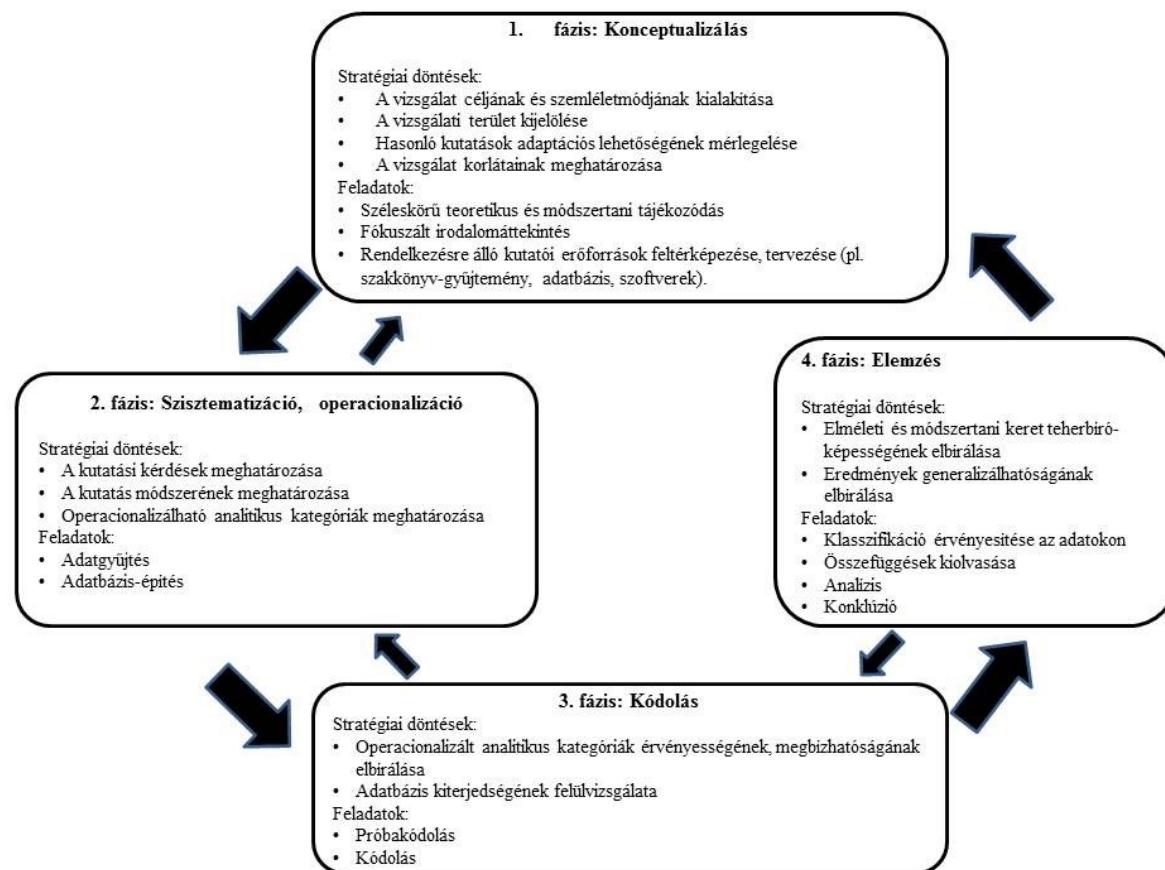 1. fázis: Konceptualizálás
Stratégiai döntések:
• A vizsgálat céljának és szemléletmódjának kialakítása
• A vizsgálati terület kijelölése
• Hasonló kutatások adaptációs lehetőségének mérlegelése
• A vizsgálat korlátainak meghatározása
Feladatok:
• Széleskörű teoretikus és módszertani tájékozódás
• Fókuszált irodalomáttekintés
• Rendelkezésre álló kutatói erőforrások feltérképezése, tervezése (pl.
szakkönyv-gyűjtemény, adatbázis, szoftverek).
2. fázis: Szisztematizáció, operacionalizáció
Stratégiai döntések:
• A kutatási kérdések meghatározása
• A kutatás módszerének meghatározása
• Operacionalizálható analitikus kategóriák meghatározása
Feladatok:
• Adatgyűjtés
• Adatbázis-építés
4. fázis: Elemzés
Stratégiai döntések:
• Elméleti és módszertani keret teherbíró-
képességének elbírálása
• Eredmények generalizálhatóságának
elbírálása
Feladatok:
• Klasszifikáció érvényesítése az adatokon
• Összefüggések kiolvasása
• Analízis
• Konklúzió
3. fázis: Kódolás
Stratégiai döntések:
• Operacionalizált analitikus kategóriák érvényességének, megbízhatóságának
elbírálása
• Adatbázis kiterjedségének felülvizsgálata
Feladatok:
• Próbakódolás
• Kódolás